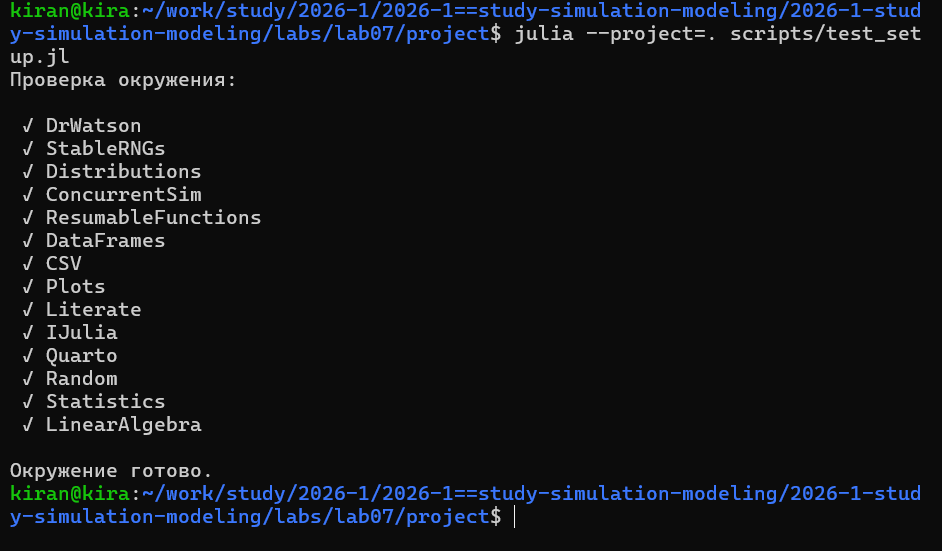 kiran@kira:~/work/study/2026-1/2026-1==study-simulation-modeling/2026-1-stud
y-simulation-modeling/labs/lab07/project$ julia --project=. scripts/test_set
up.jl
Проверка окружения:
✓ DrWatson
✓ StableRNGs
✓ Distributions
✓ ConcurrentSim
✓ ResumableFunctions
✓ DataFrames
✓ CSV
✓ Plots
✓ Literate
✓ IJulia
✓ Quarto
✓ Random
✓ Statistics
✓ LinearAlgebra
Окружение готово.
kiran@kira:~/work/study/2026-1/2026-1==study-simulation-modeling/2026-1-stud
y-simulation-modeling/labs/lab07/project$